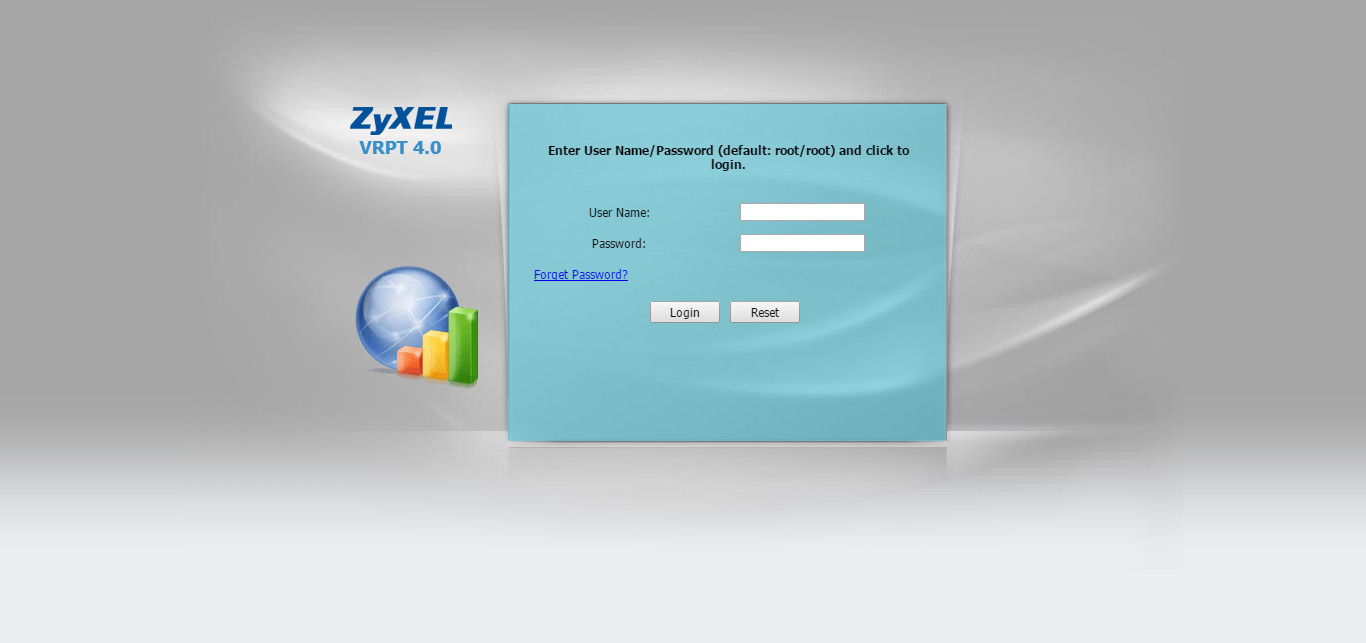 ZyXEL
VRPT 4.0
Enter User Name/Password (default: root/root) and click to
login.
User Name:
Password:
Forget Password?
Login
Reset